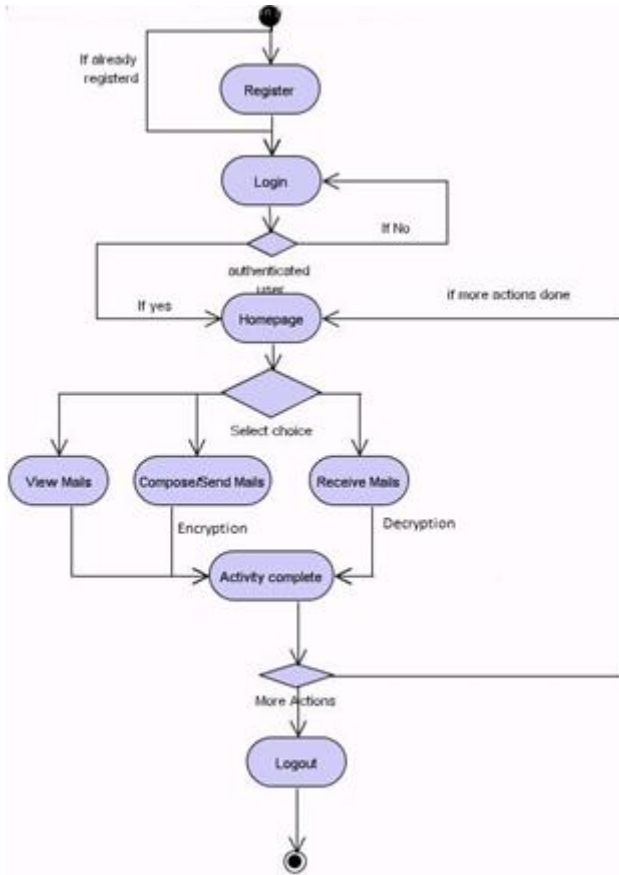 If already
registerd
Register
Login
If No
authenticated
user
If yes
if more actions done
Homepage
Select choice
View Mails
Compose/Send Mails
Receive Mails
Encryption
Decryption
Activity complete
More Actions
Logout